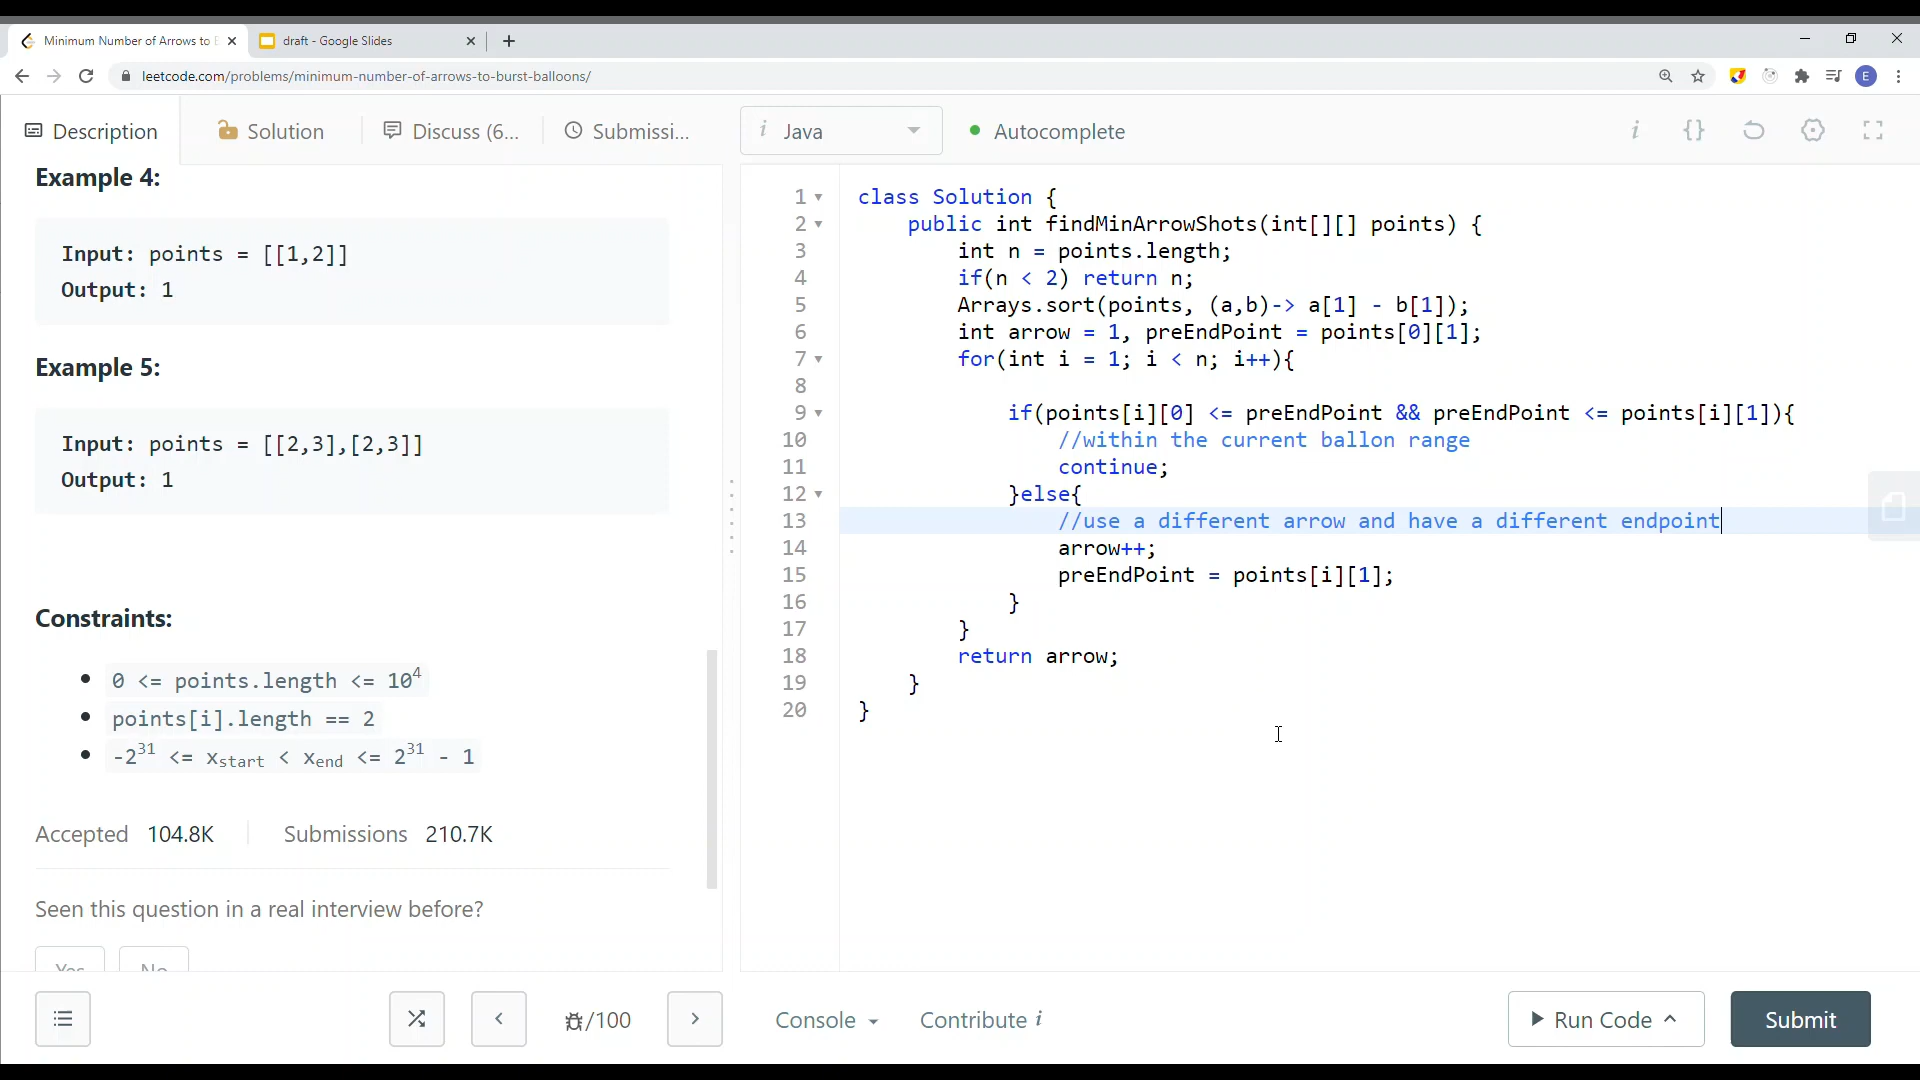 Minimum Number of Arrows to B
draft - Google Slides
leetcode.com/problems/minimum-number-of-arrows-to-burst-balloons/
E
Description
Solution
Discuss (6...
Submissi...
i Java
Autocomplete
i
{}
Example 4:
Input: points = [[1,2]]
Output: 1
Example 5:
Input: points = [[2,3],[2,3]]
Output: 1
Constraints:
0 <= points.length <= 10^4
points[i].length == 2
-2^31 <= x_start < x_end <= 2^31 - 1
Accepted 104.8K
Submissions 210.7K
Seen this question in a real interview before?
Yes
No
1 class Solution {
2 public int findMinArrowShots(int[][] points) {
3 int n = points.length;
4 if(n < 2) return n;
5 Arrays.sort(points, (a,b)-> a[1] - b[1]);
6 int arrow = 1, preEndPoint = points[0][1];
7 for(int i = 1; i < n; i++){
8
9 if(points[i][0] <= preEndPoint && preEndPoint <= points[i][1]){
10 //within the current ballon range
11 continue;
12 }else{
13 //use a different arrow and have a different endpoint
14 arrow++;
15 preEndPoint = points[i][1];
16 }
17 }
18 return arrow;
19 }
20 }
/100
Console
Contribute i
Run Code
Submit